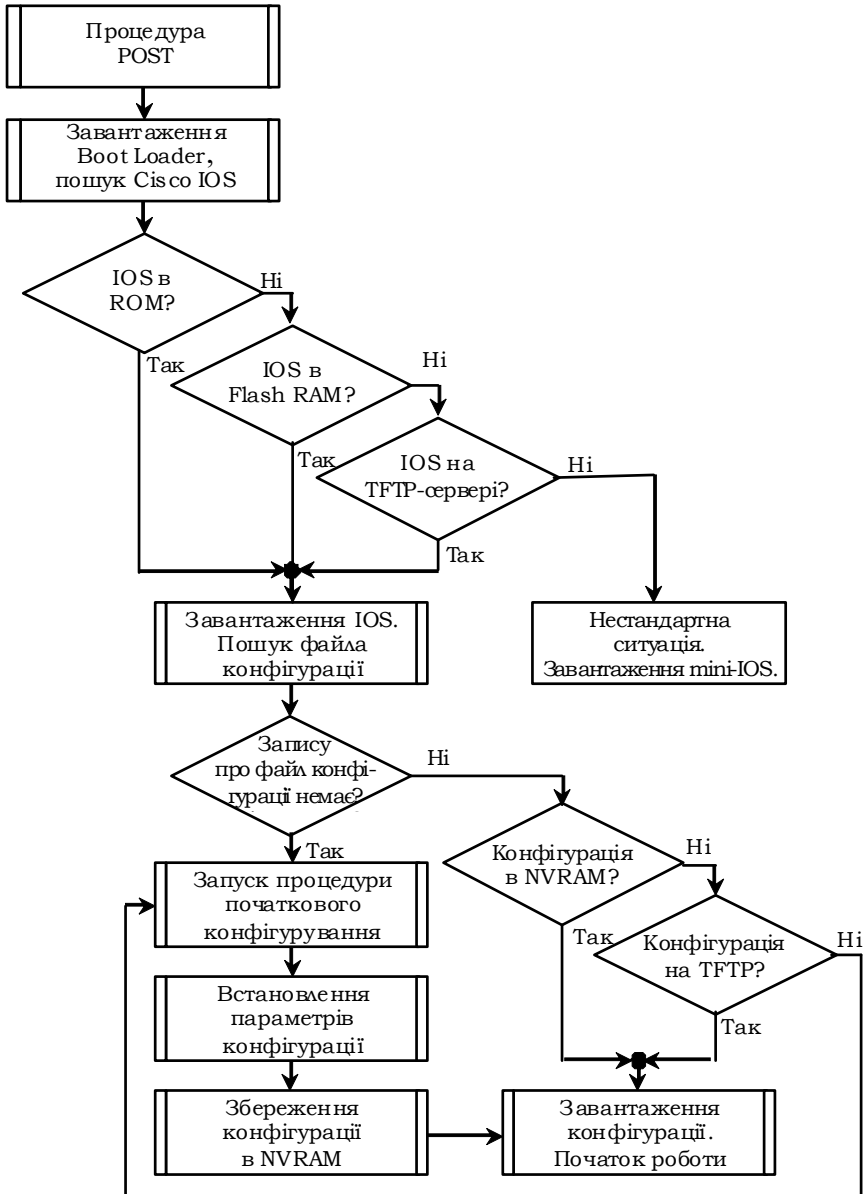 Процедура
POST
Завантаження
Boot Loader,
пошук Cisco IOS
IOS в
ROM?
Ні
Так
IOS в
Flash RAM?
Ні
Так
IOS на
TFTP-сервері?
Ні
Так
Завантаження IOS.
Пошук файла
конфігурації
Нестандартна
ситуація.
Завантаження mini-IOS.
Запису
про файл конфі-
гурації немає?
Ні
Так
Конфігурація
в NVRAM?
Ні
Так
Запуск процедури
початкового
конфігурування
Конфігурація
на TFTP?
Ні
Так
Встановлення
параметрів
конфігурації
Збереження
конфігурації
в NVRAM
Завантаження
конфігурації.
Початок роботи